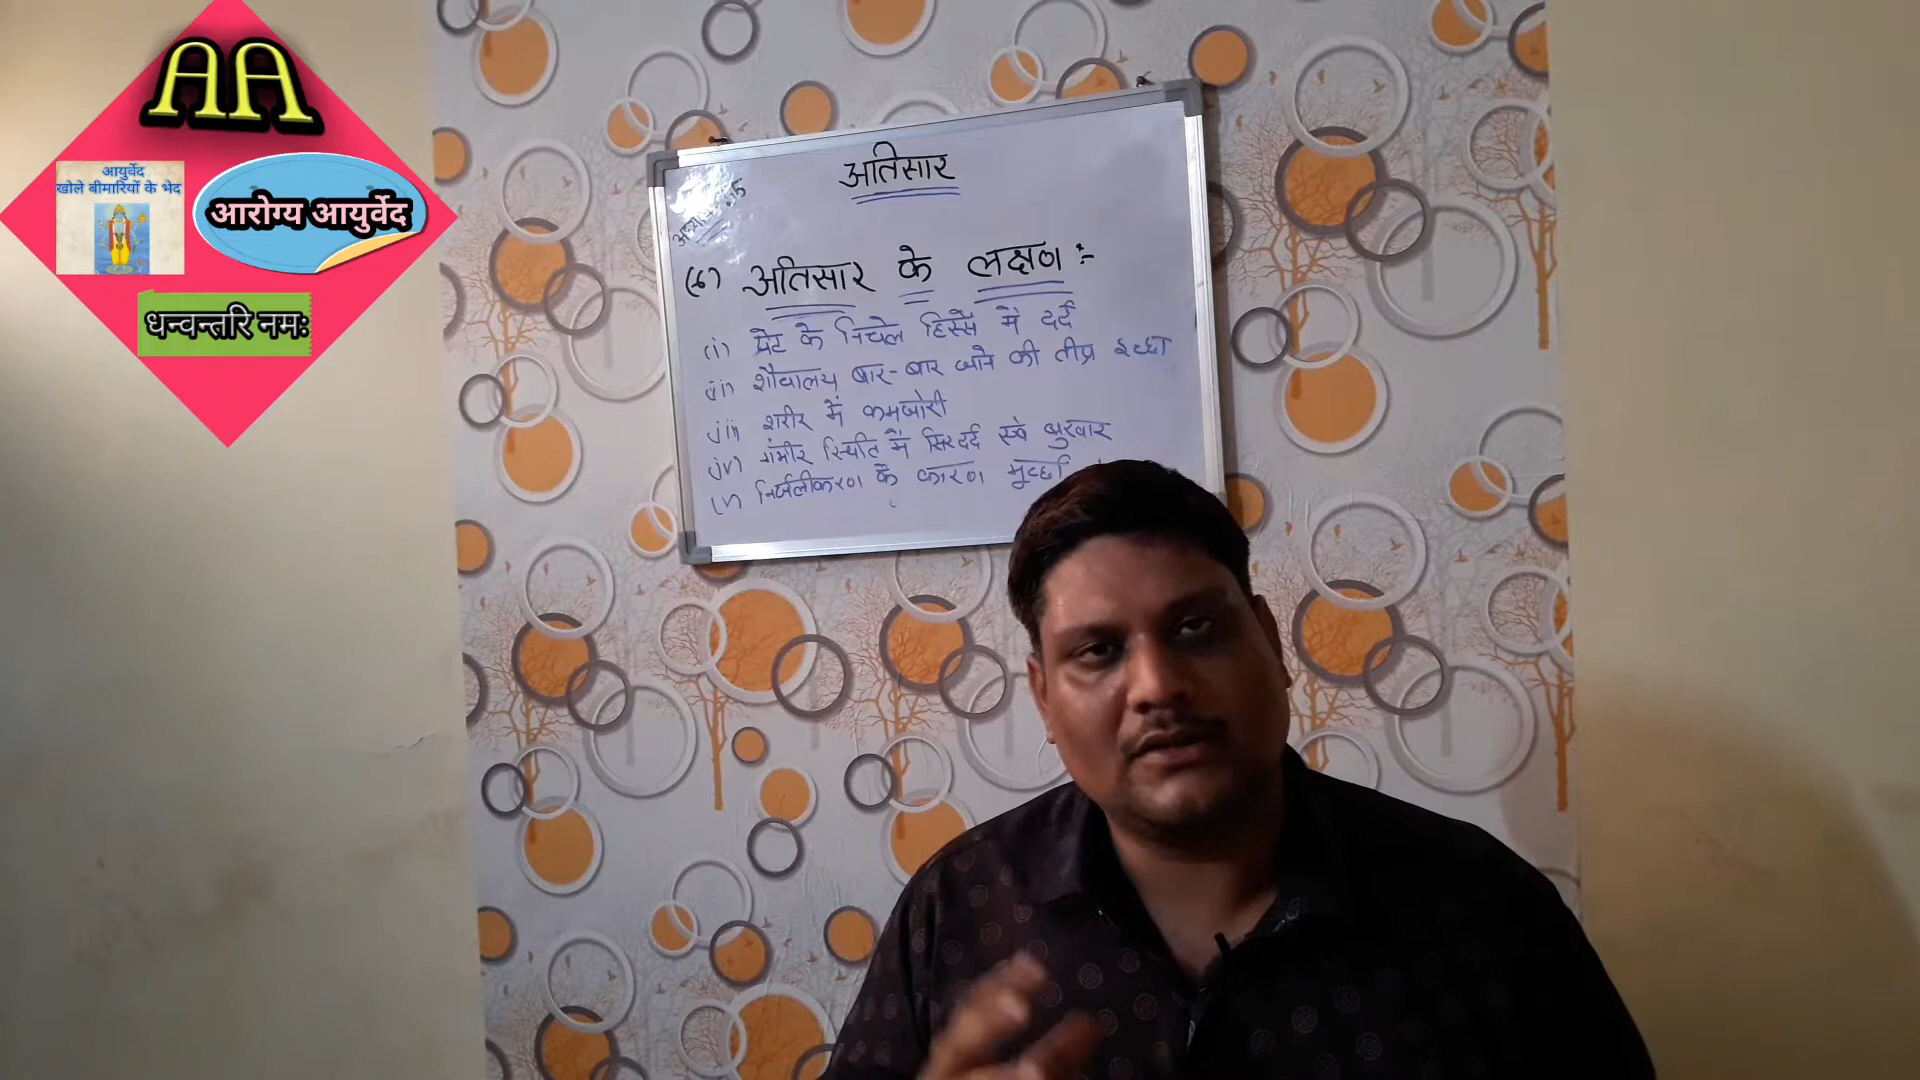 AA
आयुर्वेद
खोले बीमारियों के भेद
आरोग्य आयुर्वेद
धन्वन्तरि नमः
अतिसार
(6) अतिसार के लक्षण :-
(i) पेट के निचले हिस्सें में दर्द
(ii) शौचालय बार-बार जाने की तीव्र इच्छा
(iii) शरीर में कमजोरी
(iv) गंभीर स्थिति में सिरदर्द एवं बुखार
(v) निर्जलीकरण के कारण मूर्च्छा